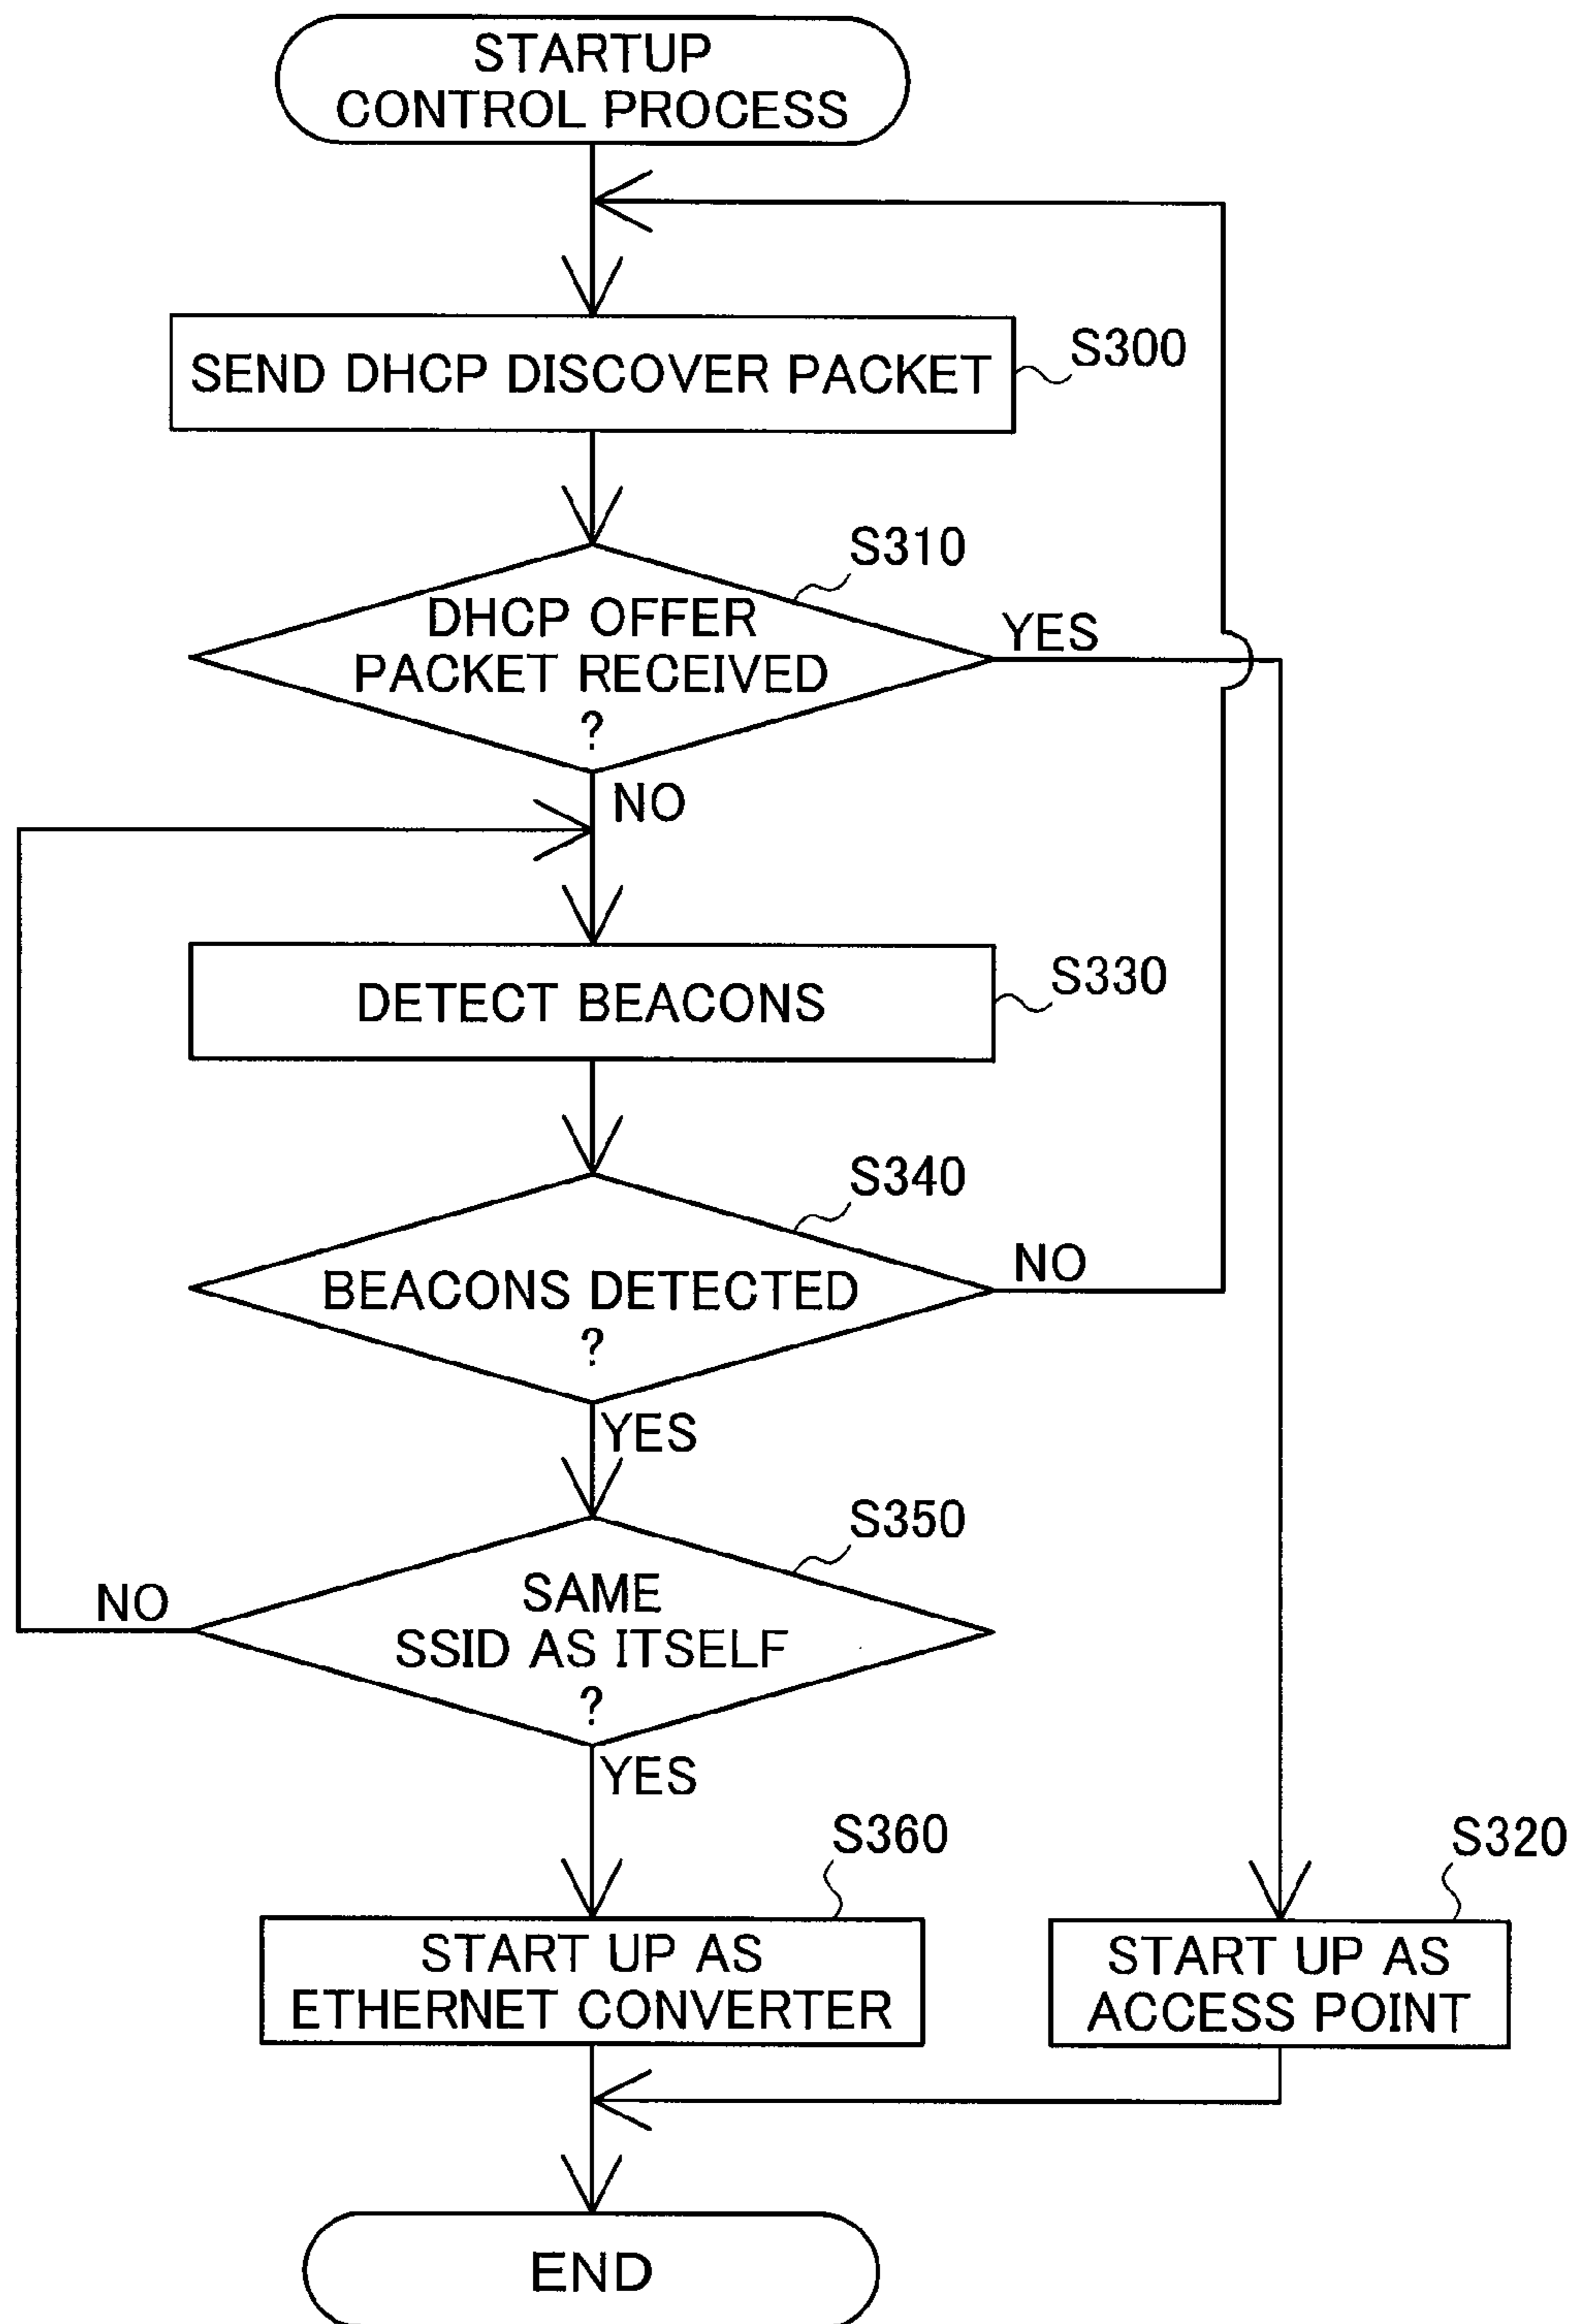 STARTUP
CONTROL PROCESS
SEND DHCP DISCOVER PACKET
S300
S310
DHCP OFFER
PACKET RECEIVED
?
YES
NO
DETECT BEACONS
S330
S340
BEACONS DETECTED
?
NO
YES
S350
SAME
SSID AS ITSELF
?
NO
YES
S360
START UP AS
ETHERNET CONVERTER
S320
START UP AS
ACCESS POINT
END